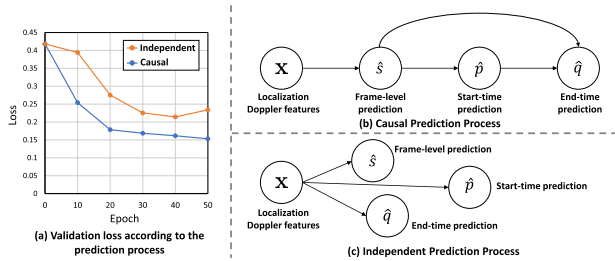 0.45
0.4
0.35
0.3
0.25
0.2
0.15
0.1
0.05
0
Loss
Independent
Causal
0 10 20 30 40 50
Epoch
(a) Validation loss according to the
prediction process
X
ŝ
p̂
q̂
Localization
Doppler features
Frame-level
prediction
Start-time
prediction
End-time
prediction
(b) Causal Prediction Process
Frame-level prediction
ŝ
X
p̂
Start-time prediction
Localization
Doppler features
q̂
End-time prediction
(c) Independent Prediction Process